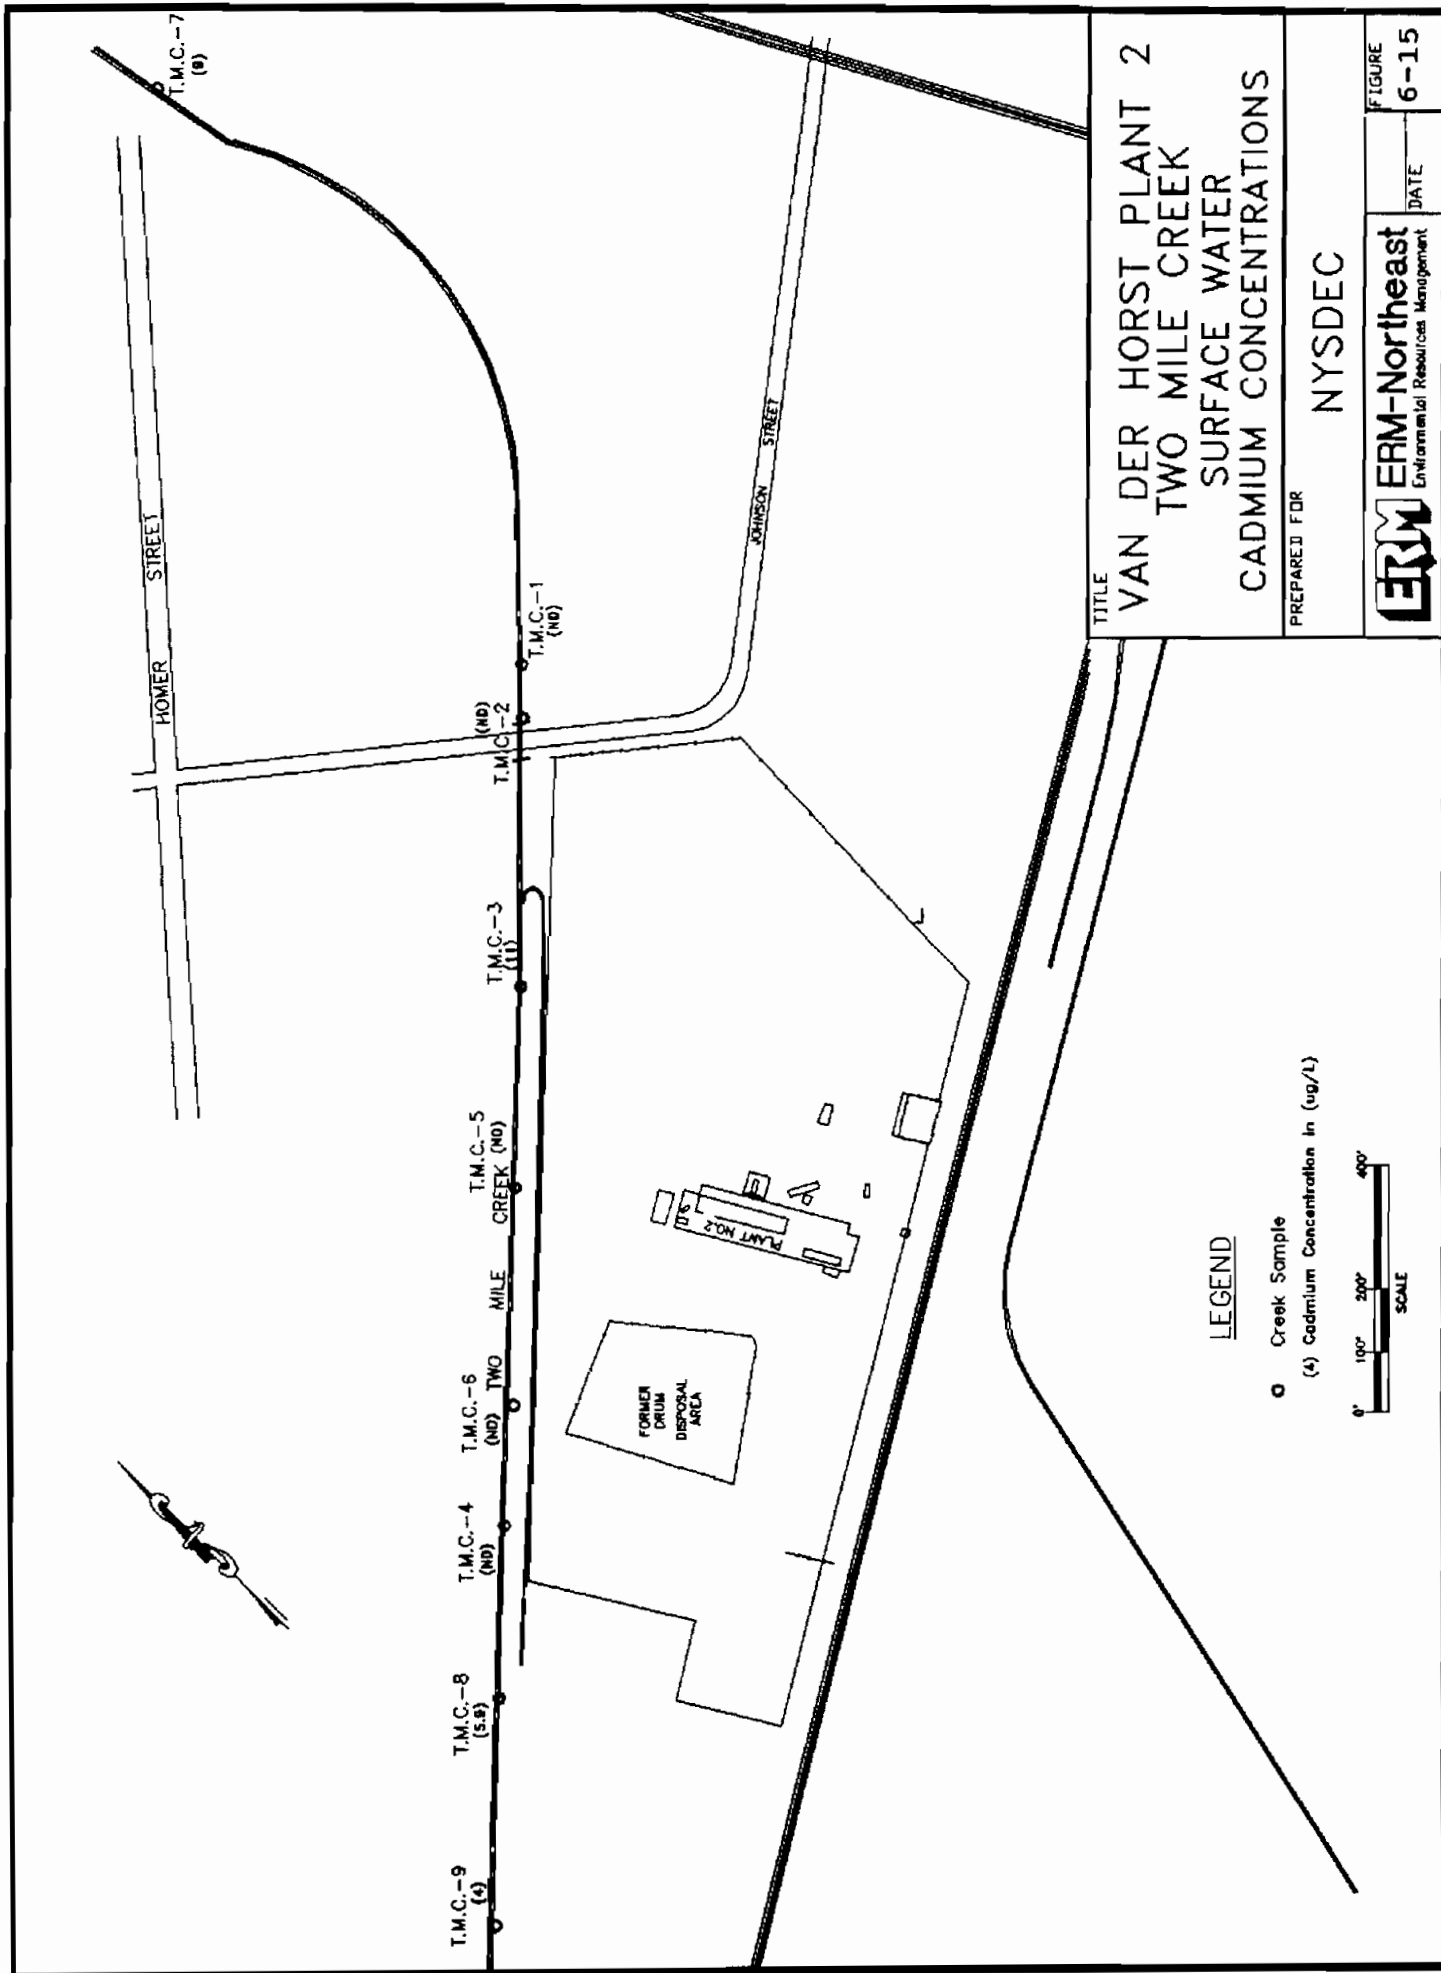 T.M.C.-7
(9)
HOMER STREET
T.M.C.-1
(ND)
T.M.C.-2
(ND)
T.M.C.-3
(11)
T.M.C.-5
(ND)
T.M.C.-6
(ND)
T.M.C.-4
(ND)
T.M.C.-8
T.M.C.-9
(4)
TWO MILE CREEK
JOHNSON STREET
PLANT NO.2
FORMER
DRUM
DISPOSAL
AREA
LEGEND
Creek Sample
(4) Cadmium Concentration in (ug/L)
0' 100' 200' 400'
SCALE
TITLE
VAN DER HORST PLANT 2
TWO MILE CREEK
SURFACE WATER
CADMIUM CONCENTRATIONS
PREPARED FOR
NYSDEC
ERM
ERM-Northeast
Environmental Resources Management
DATE
FIGURE
6-15